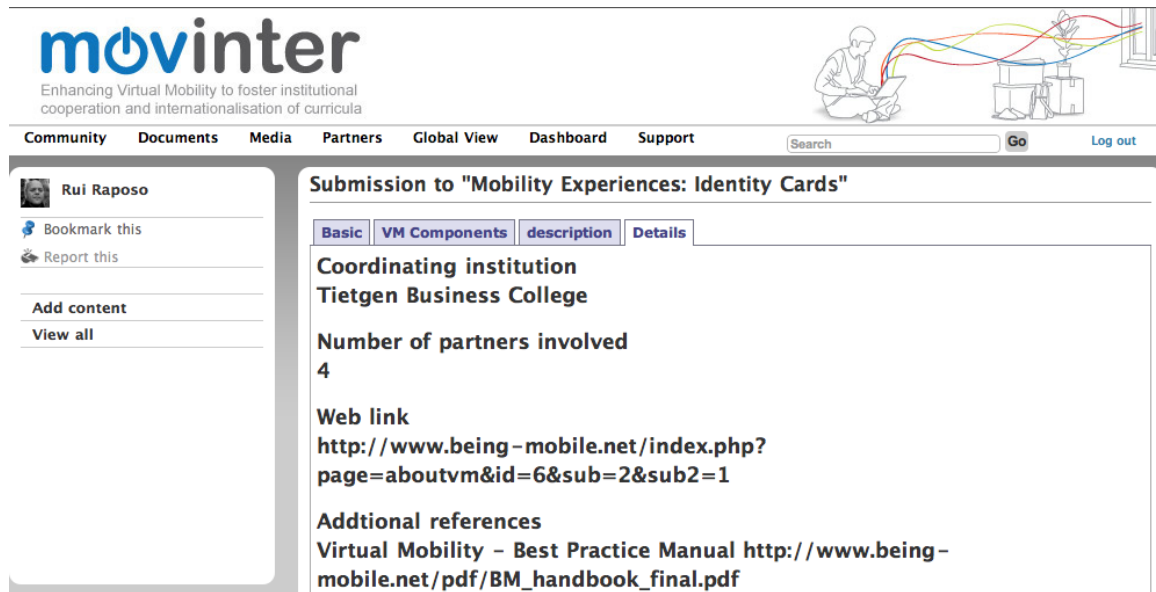 movinter
Enhancing Virtual Mobility to foster institutional
cooperation and internationalisation of curricula
Community Documents Media Partners Global View Dashboard Support Search Go Log out
Rui Raposo
Bookmark this
Report this
Add content
View all
Submission to "Mobility Experiences: Identity Cards"
Basic VM Components description Details
Coordinating institution
Tietgen Business College
Number of partners involved
4
Web link
http://www.being-mobile.net/index.php?
page=aboutvm&id=6&sub=2&sub2=1
Addtional references
Virtual Mobility - Best Practice Manual http://www.being-
mobile.net/pdf/BM_handbook_final.pdf